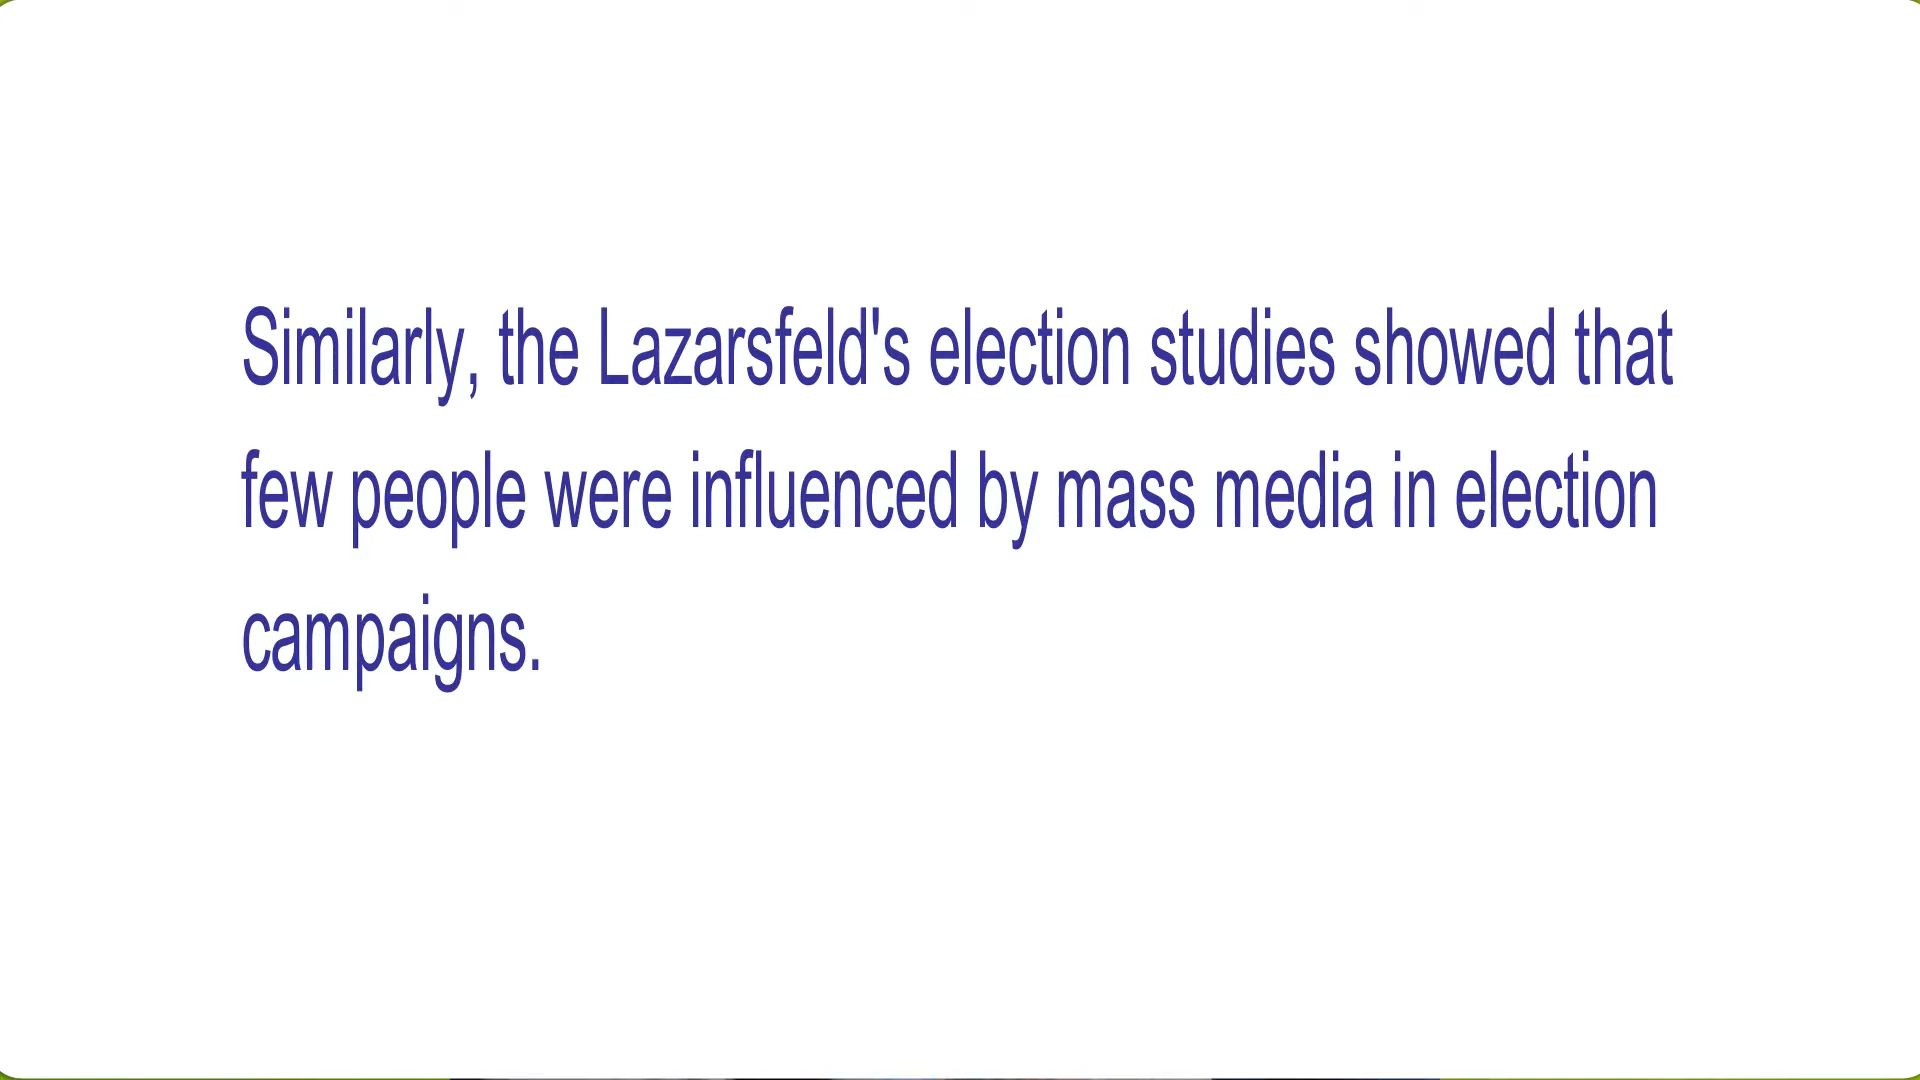 Similarly, the Lazarsfeld's election studies showed that
few people were influenced by mass media in election
campaigns.